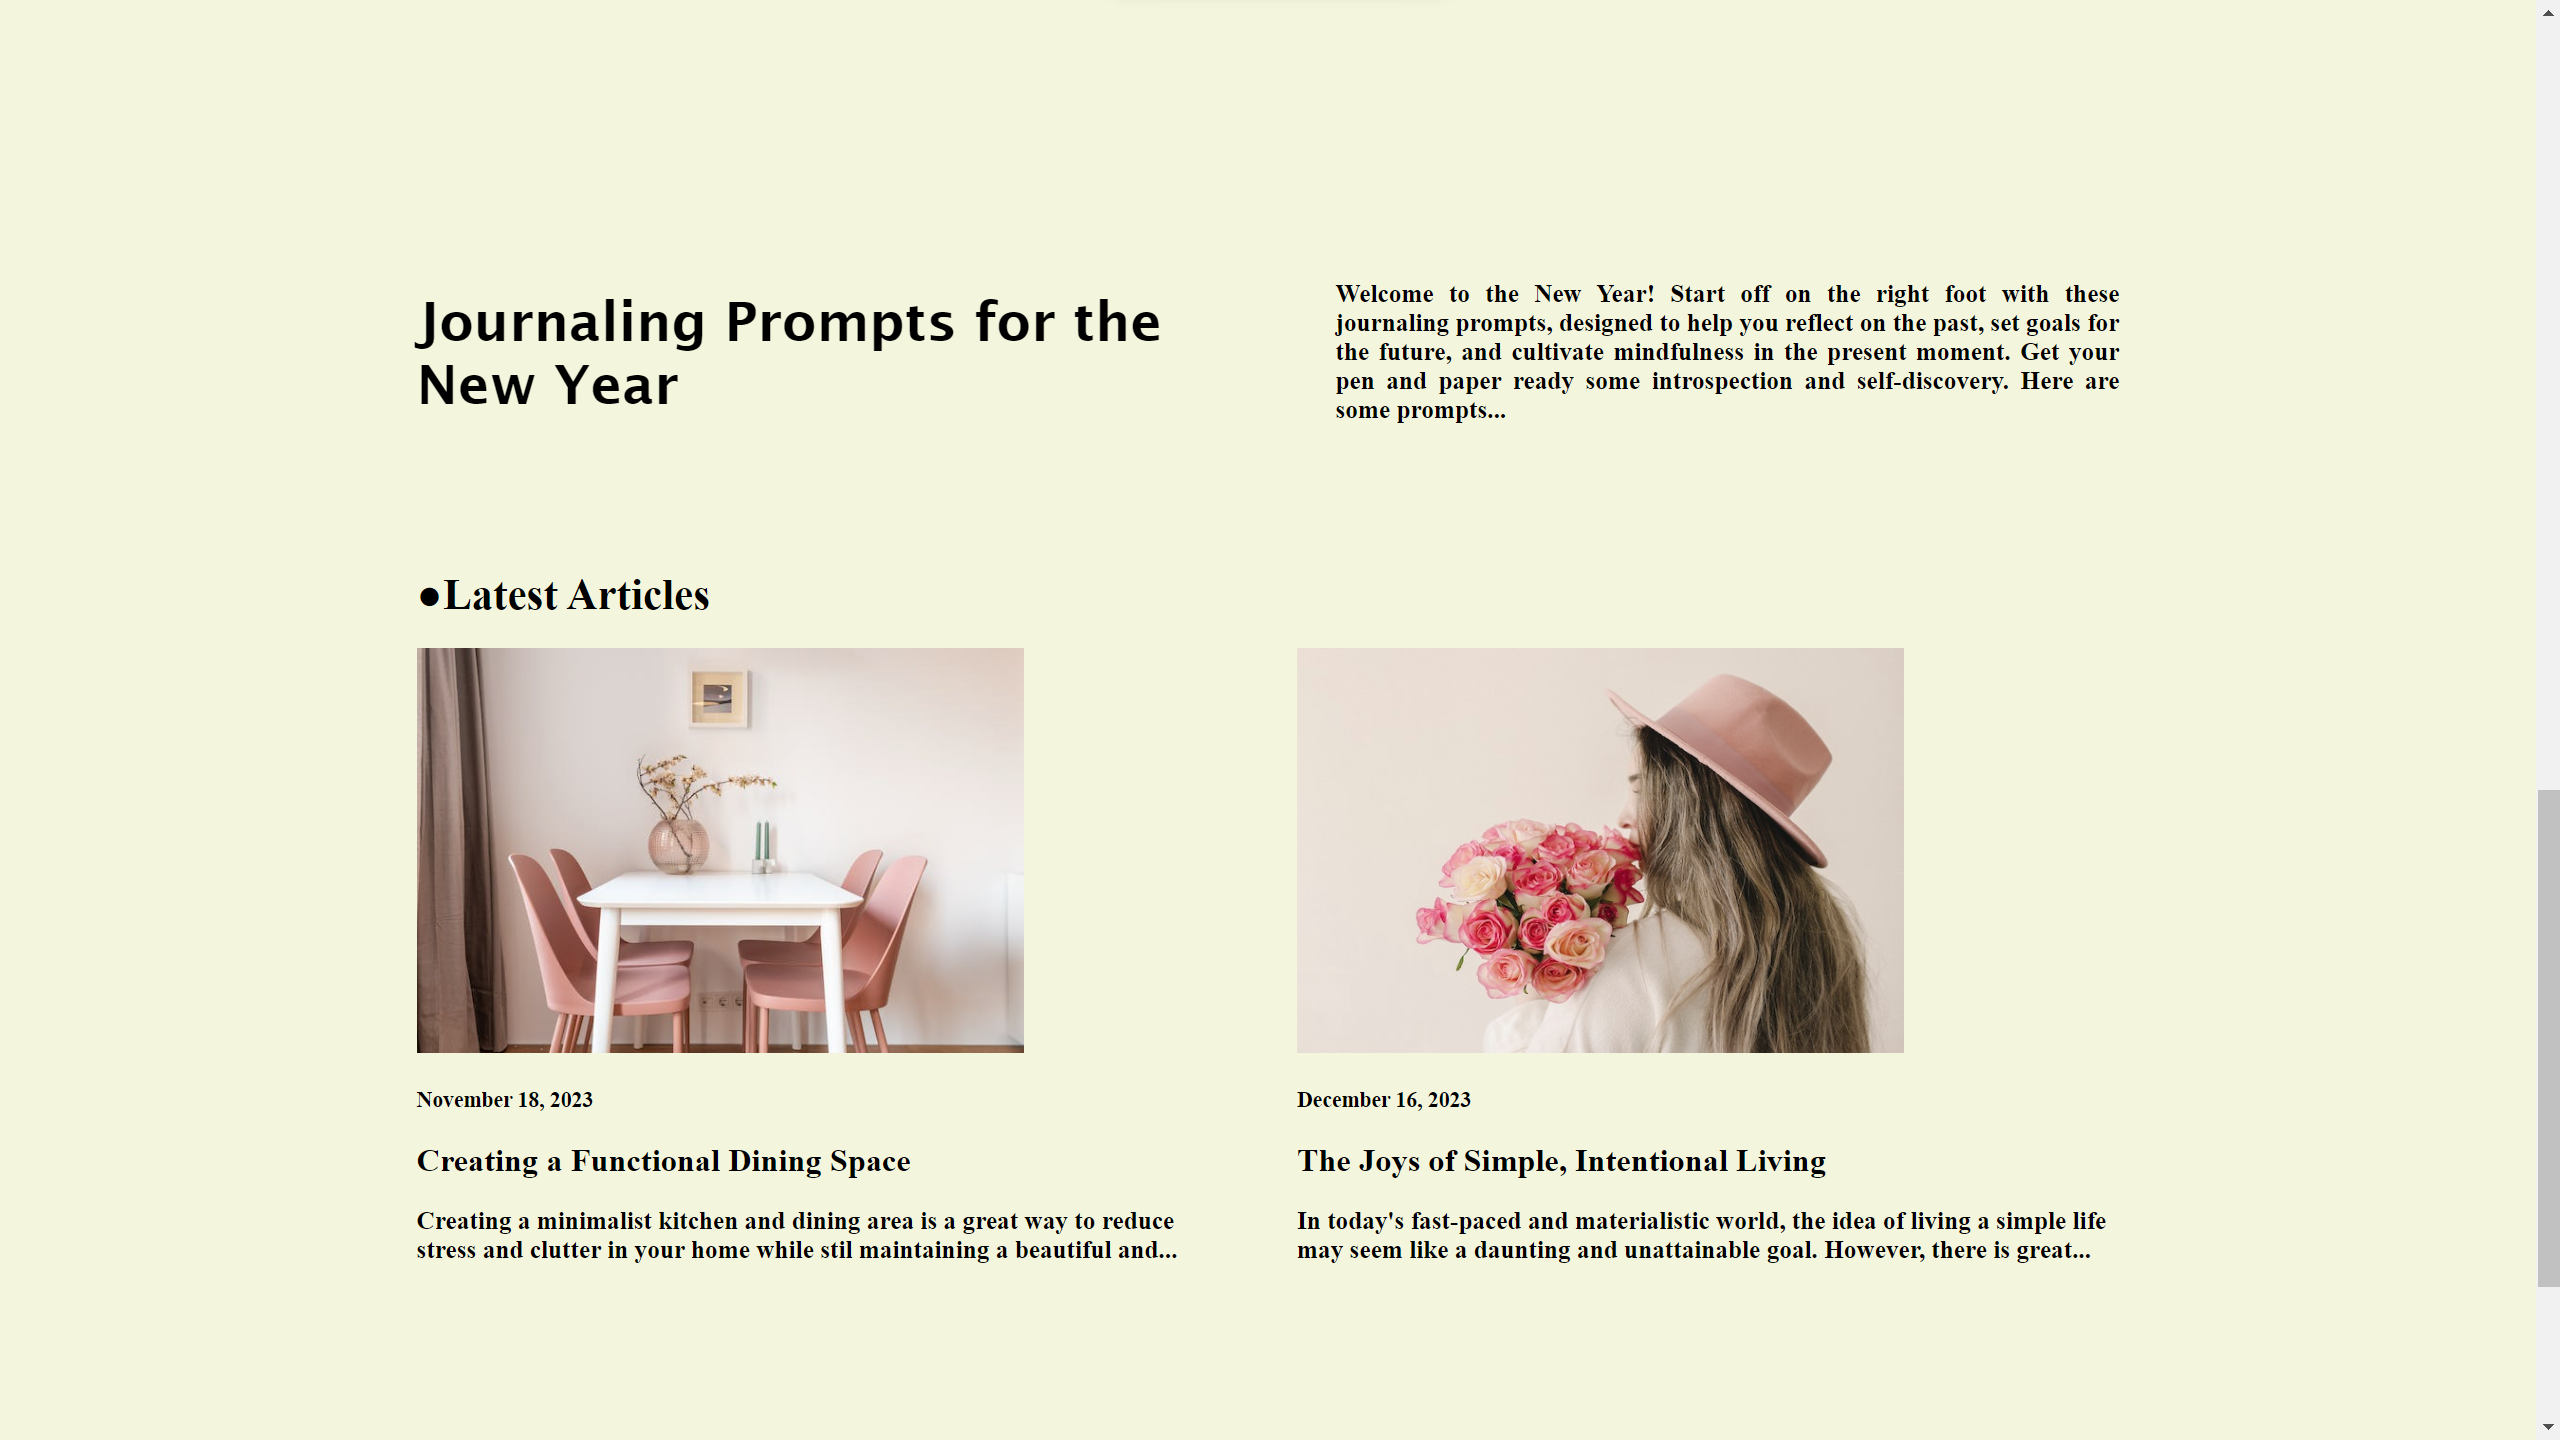 Journaling Prompts for the
New Year
Welcome to the New Year! Start off on the right foot with these
journaling prompts, designed to help you reflect on the past, set goals for
the future, and cultivate mindfulness in the present moment. Get your
pen and paper ready some introspection and self-discovery. Here are
some prompts...
●Latest Articles
November 18, 2023
Creating a Functional Dining Space
Creating a minimalist kitchen and dining area is a great way to reduce
stress and clutter in your home while stil maintaining a beautiful and...
December 16, 2023
The Joys of Simple, Intentional Living
In today's fast-paced and materialistic world, the idea of living a simple life
may seem like a daunting and unattainable goal. However, there is great...